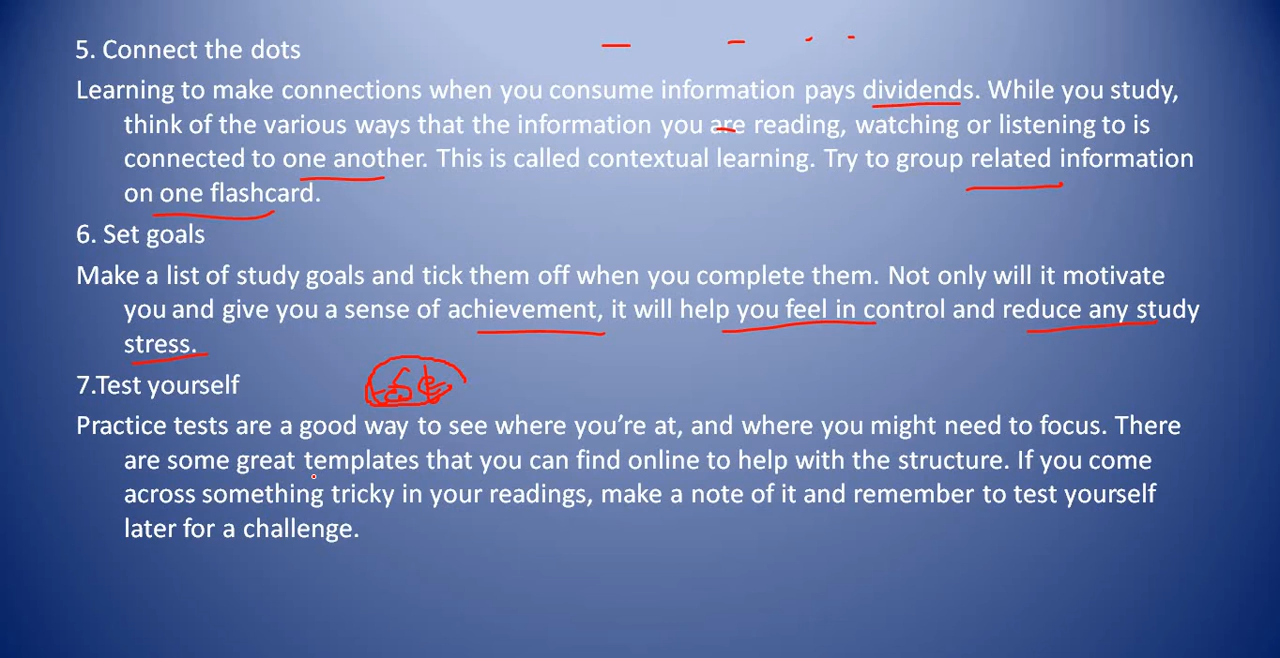 5. Connect the dots
Learning to make connections when you consume information pays dividends. While you study,
think of the various ways that the information you are reading, watching or listening to is
connected to one another. This is called contextual learning. Try to group related information
on one flashcard.
6. Set goals
Make a list of study goals and tick them off when you complete them. Not only will it motivate
you and give you a sense of achievement, it will help you feel in control and reduce any study
stress.
7.Test yourself
Practice tests are a good way to see where you’re at, and where you might need to focus. There
are some great templates that you can find online to help with the structure. If you come
across something tricky in your readings, make a note of it and remember to test yourself
later for a challenge.